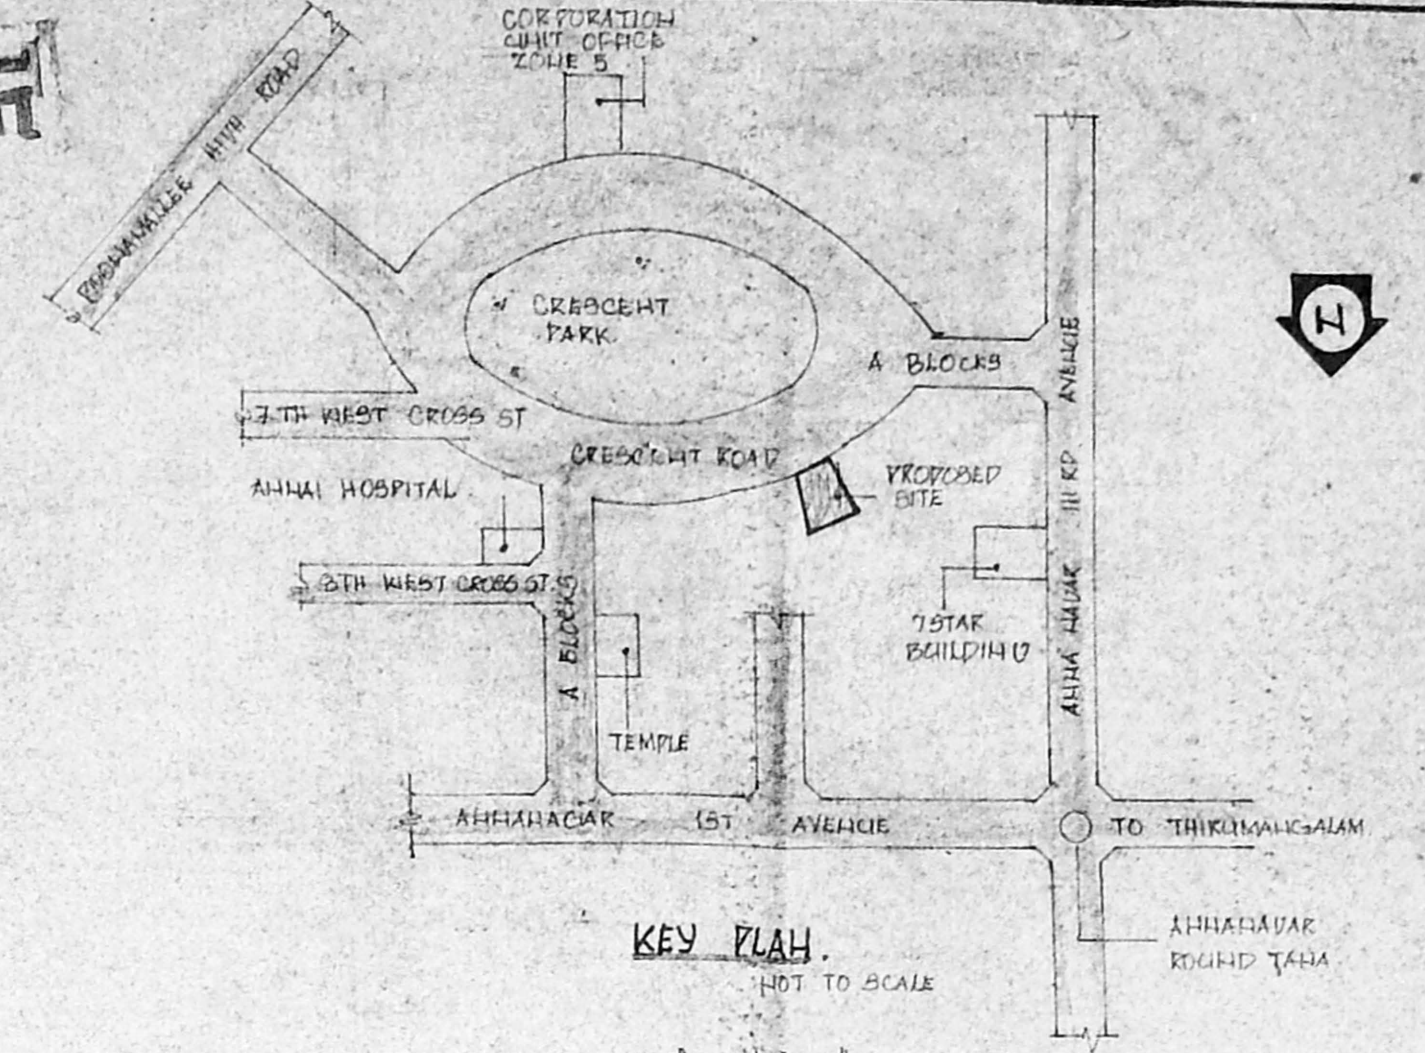 CORPORATION
UNIT OFFICE
ZONE 5
POONAMALLEE HIGH ROAD
CRESCENT
PARK
A BLOCKS
7TH WEST CROSS ST
CRESCENT ROAD
PROPOSED
SITE
ANNAI HOSPITAL
8TH WEST CROSS ST.
A BLOCKS
TEMPLE
7 STAR
BUILDING
ANNA NAGAR III RD AVENUE
N
ANNANAGAR 1ST AVENUE
TO THIRUMANGALAM
ANNANAGAR
ROUND TANA
KEY PLAN.
NOT TO SCALE